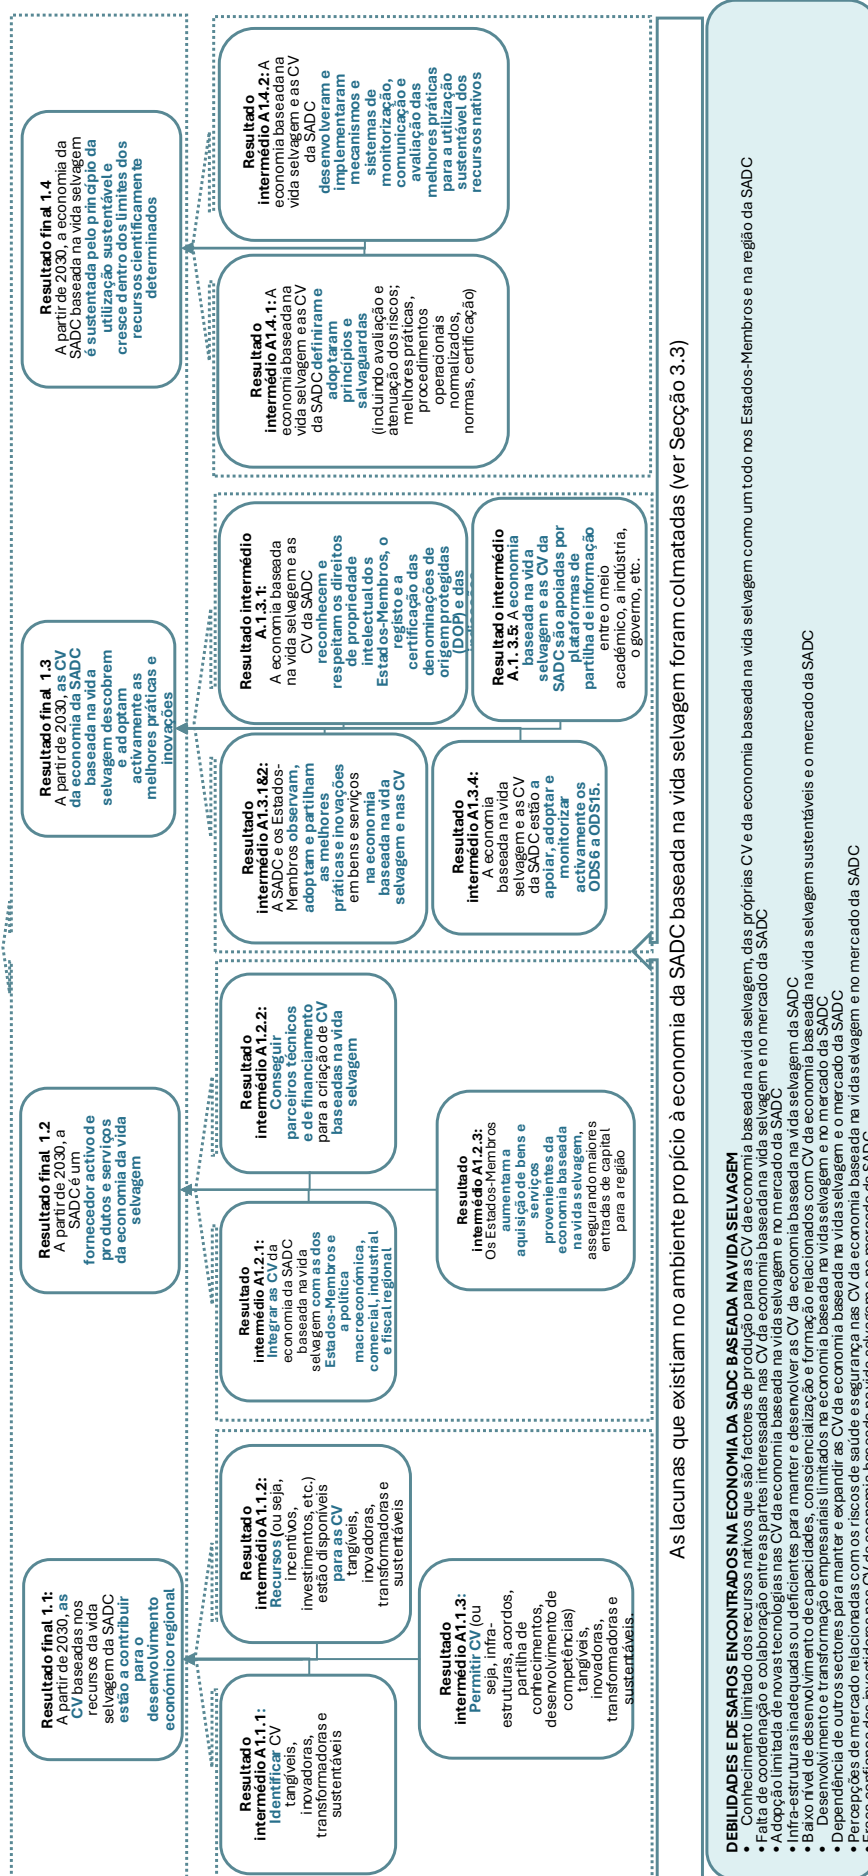 Resultado final 1.1:
A partir de 2030, as
CV baseadas nos
recursos da vida
selvagem da SADC
estão a contribuir
para o
desenvolvimento
económico regional
Resultado final 1.2
A partir de 2030, a
SADC é um
fornecedor activo de
produtos e serviços
da economia da vida
selvagem
Resultado final 1.3
A partir de 2030, as CV
da economia da SADC
baseada na vida
selvagem descobrem
e adoptam
activamente as
melhores práticas e
inovações
Resultado final 1.4
A partir de 2030, a economia da
SADC baseada na vida selvagem
é sustentada pelo princípio da
utilização sustentável e
cresce dentro dos limites dos
recursos cientificamente
determinados
Resultado
intermédio A1.1.1:
Identificar CV
tangíveis,
inovadoras,
transformadoras e
sustentáveis
Resultado
intermédio A1.1.2:
Recursos (ou seja,
incentivos,
investimentos, etc.)
estão disponíveis
para as CV
tangíveis,
inovadoras,
transformadoras e
sustentáveis
Resultado
intermédio A1.1.3:
Permitir CV (ou
seja, infra-
estruturas, acordos,
partilha de
conhecimentos,
desenvolvimento de
competências)
tangíveis,
inovadoras,
transformadoras e
sustentáveis.
Resultado
intermédio A1.2.1:
Integrar as CV da
economia da SADC
baseada na vida
selvagem com as dos
Estados-Membros e
a política
macroeconómica,
comercial, industrial
e fiscal regional
Resultado
intermédio A1.2.2:
Conseguir
parceiros técnicos
e de financiamento
para a criação de CV
baseadas na vida
selvagem
Resultado
intermédio A1.2.3:
Os Estados-Membros
aumentam a
aquisição de bens e
serviços
provenientes da
economia baseada
na vida selvagem,
assegurando maiores
entradas de capital
para a região
Resultado
intermédio A1.3.1&2:
A SADC e os Estados-
Membros observam,
adoptam e partilham
as melhores
práticas e inovações
em bens e serviços
na economia
baseada na vida
selvagem e nas CV
Resultado intermédio
A.1.3.1:
A economia baseada
na vida selvagem e as
CV da SADC
reconhecem e
respeitam os direitos
de propriedade
intelectual dos
Estados-Membros, o
registo e a
certificação das
denominações de
origem protegidas
(DOP) e das
Resultado
intermédio A1.3.4:
A economia
baseada na vida
selvagem e as CV
da SADC estão a
apoiar, adoptar e
monitorizar
activamente os
ODS6 a ODS15.
Resultado intermédio
A.1. 3.5: A economia
baseada na vida
selvagem e as CV da
SADC são apoiadas por
plataformas de
partilha de informação
entre o meio
académico, a indústria,
o governo, etc.
Resultado
intermédio A1.4.1: A
economia baseada na
vida selvagem e as CV
da SADC definiram e
adoptaram
princípios e
salvaguardas
(incluindo avaliação e
atenuação dos riscos;
melhores práticas,
procedimentos
operacionais
normalizados,
normas, certificação)
Resultado
intermédio A1.4.2: A
economia baseada na
vida selvagem e as CV
da SADC
desenvolveram e
implementaram
mecanismos e
sistemas de
monitorização,
comunicação e
avaliação das
melhores práticas
para a utilização
sustentável dos
recursos nativos
As lacunas que existiam no ambiente propício à economia da SADC baseada na vida selvagem foram colmatadas (ver Secção 3.3)
DEBILIDADES E DESAFIOS ENCONTRADOS NA ECONOMIA DA SADC BASEADA NA VIDA SELVAGEM
• Conhecimento limitado dos recursos nativos que são factores de produção para as CV da economia baseada na vida selvagem, das próprias CV e da economia baseada na vida selvagem como um todo nos Estados-Membros e na região da SADC
• Falta de coordenação e colaboração entre as partes interessadas nas CV da economia baseada na vida selvagem e no mercado da SADC
• Adopção limitada de novas tecnologias nas CV da economia baseada na vida selvagem e no mercado da SADC
• Infra-estruturas inadequadas ou deficientes para manter e desenvolver as CV da economia baseada na vida selvagem da SADC
• Baixo nível de desenvolvimento de capacidades, consciencialização e formação relacionados com CV da economia baseada na vida selvagem sustentáveis e o mercado da SADC
• Desenvolvimento e transformação empresariais limitados na economia baseada na vida selvagem e no mercado da SADC
• Dependência de outros sectores para manter e expandir as CV da economia baseada na vida selvagem e o mercado da SADC
• Percepções de mercado relacionadas com os riscos de saúde e segurança nas CV da economia baseada na vida selvagem e no mercado da SADC